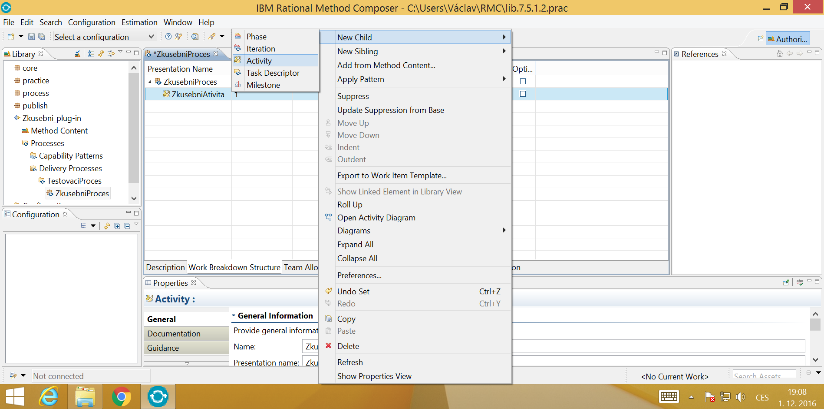 IBM Rational Method Composer - C:\Users\Václav\RMC\lib.7.5.1.2.prac
File Edit Search Configuration Estimation Window Help
Select a configuration
Authori...
Library
core
practice
process
publish
Zkusebni plug-in
Method Content
Processes
Capability Patterns
Delivery Processes
TestovaciProces
ZkusebniProces
*ZkusebniProces
Presentation Name
ZkusebniProces
ZkusebniAtivita 1
Opti...
Phase
Iteration
Activity
Task Descriptor
Milestone
New Child
New Sibling
Add from Method Content...
Apply Pattern
Suppress
Update Suppression from Base
Move Up
Move Down
Indent
Outdent
Export to Work Item Template...
Show Linked Element in Library View
Roll Up
Open Activity Diagram
Diagrams
Expand All
Collapse All
Preferences...
Undo Set Ctrl+Z
Redo Ctrl+Y
Copy
Paste
Delete
Refresh
Show Properties View
References
Configuration
Description Work Breakdown Structure Team Allo
on
Properties
Activity :
General
Documentation
Guidance
General Information
Provide general informat
Name: Zku
Presentation name: Zku
Not connected
<No Current Work>
Search Assets
CES
19:08
1. 12. 2016